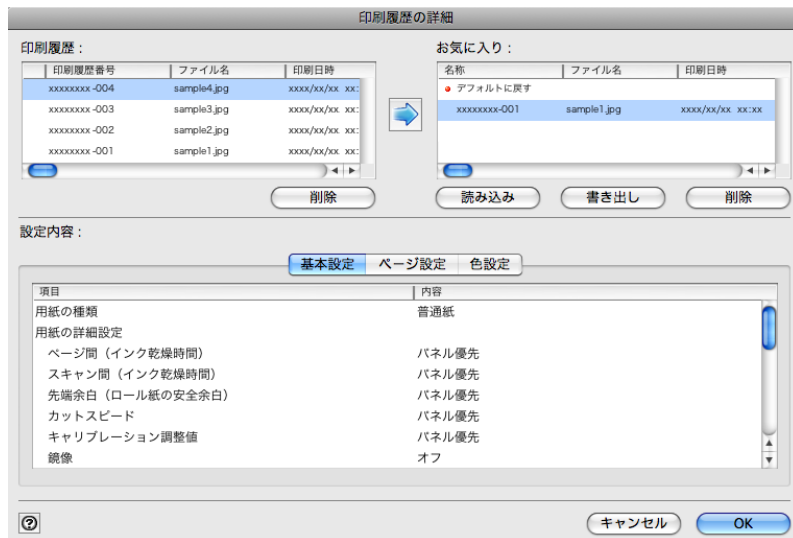 印刷履歴の詳細
印刷履歴：
印刷履歴番号 ファイル名 印刷日時
xxxxxxxx-004 sample4.jpg xxxx/xx/xx xx:
xxxxxxxx-003 sample3.jpg xxxx/xx/xx xx:
xxxxxxxx-002 sample2.jpg xxxx/xx/xx xx:
xxxxxxxx-001 sample1.jpg xxxx/xx/xx xx:
削除
お気に入り：
名称 ファイル名 印刷日時
デフォルトに戻す
xxxxxxxx-001 sample1.jpg xxxx/xx/xx xx:xx
読み込み 書き出し 削除
設定内容：
基本設定 ページ設定 色設定
項目 内容
用紙の種類 普通紙
用紙の詳細設定
ページ間（インク乾燥時間） パネル優先
スキャン間（インク乾燥時間） パネル優先
先端余白（ロール紙の安全余白） パネル優先
カットスピード パネル優先
キャリブレーション調整値 パネル優先
鏡像 オフ
? キャンセル OK